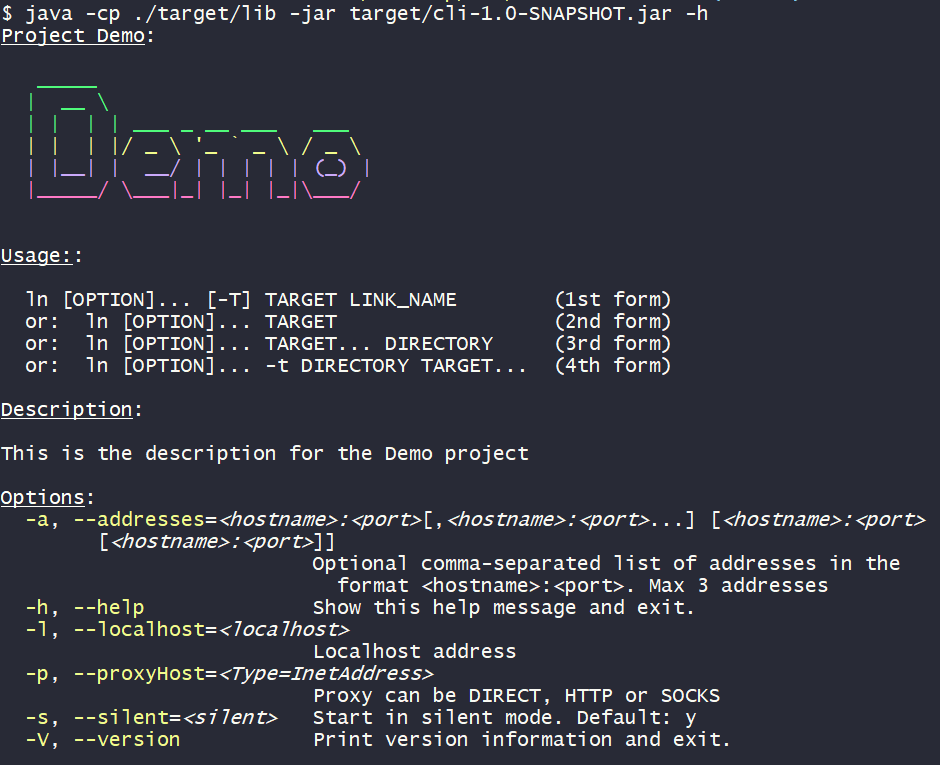 $ java -cp ./target/lib -jar target/cli-1.0-SNAPSHOT.jar -h
Project Demo:
Demo
Usage::
ln [OPTION]... [-T] TARGET LINK_NAME (1st form)
or: ln [OPTION]... TARGET (2nd form)
or: ln [OPTION]... TARGET... DIRECTORY (3rd form)
or: ln [OPTION]... -t DIRECTORY TARGET... (4th form)
Description:
This is the description for the Demo project
Options:
-a, --addresses=<hostname>:<port>[,<hostname>:<port>...] [<hostname>:<port>
[<hostname>:<port>]]
Optional comma-separated list of addresses in the
format <hostname>:<port>. Max 3 addresses
-h, --help Show this help message and exit.
-l, --localhost=<localhost>
Localhost address
-p, --proxyHost=<Type=InetAddress>
Proxy can be DIRECT, HTTP or SOCKS
-s, --silent=<silent> Start in silent mode. Default: y
-V, --version Print version information and exit.